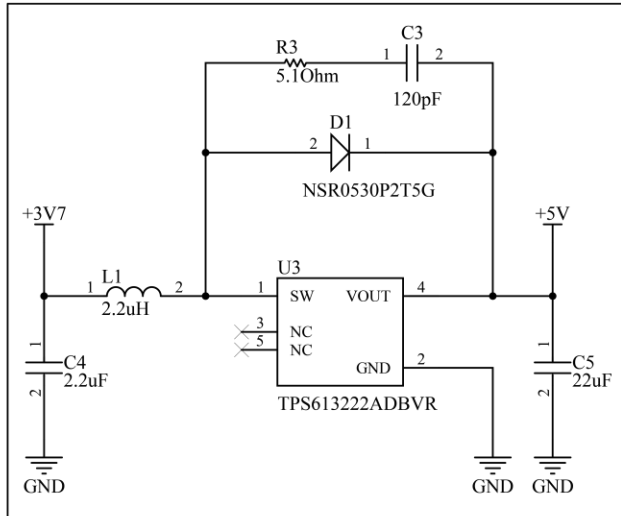 C3
R3
1 2
5.1Ohm
120pF
D1
2 1
NSR0530P2T5G
+3V7
+5V
U3
L1
1 2
2.2uH
1 SW VOUT 4
3 NC
5 NC
GND 2
TPS613222ADBVR
1
C4
2.2uF
2
GND
1
C5
22uF
2
GND
GND